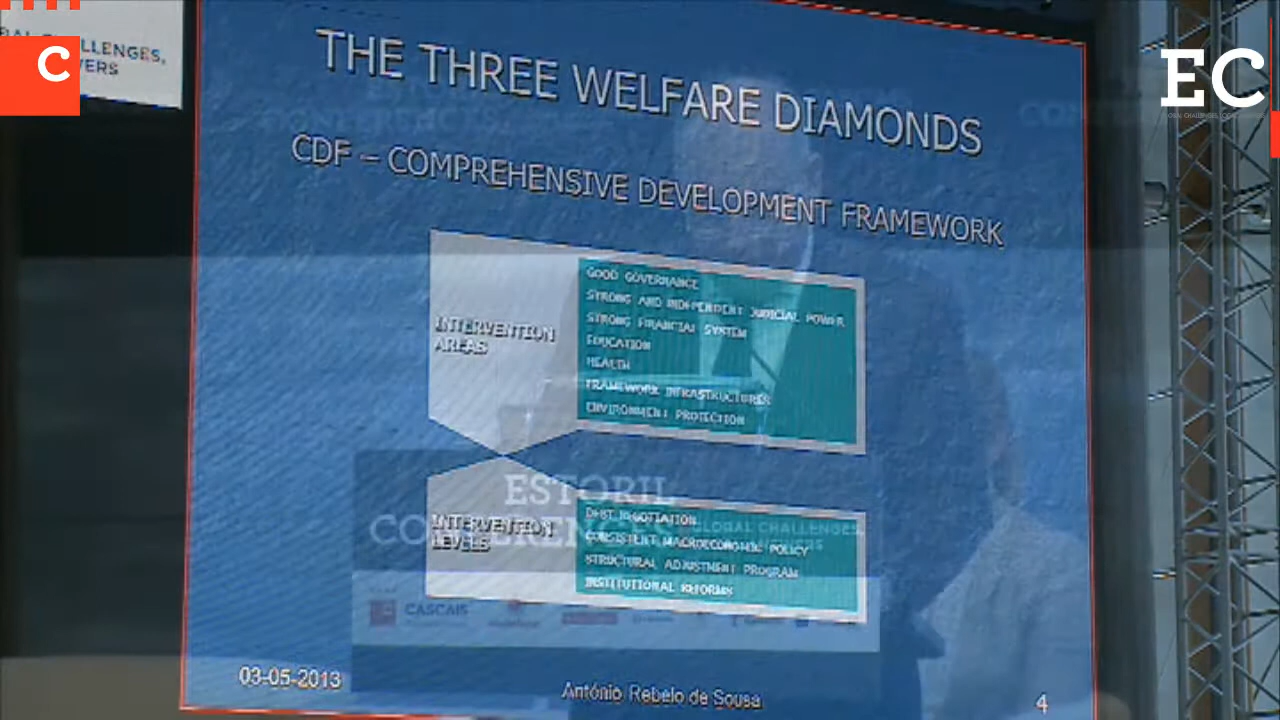 LLENGES,
C
EC
THE THREE WELFARE DIAMONDS
CDF – COMPREHENSIVE DEVELOPMENT FRAMEWORK
INTERVENTION
AREAS
GOOD GOVERNANCE
STRONG AND INDEPENDENT JUDICIAL POWER
STRONG FINANCIAL SYSTEM
EDUCATION
HEALTH
FRAMEWORK INFRASTRUCTURES
ENVIRONMENT PROTECTION
ESTORIL
CONFERENCES
GLOBAL CHALLENGES,
INTERVENTION
LEVELS
DEBT NEGOTIATION
CONSISTENT MACROECONOMIC POLICY
STRUCTURAL ADJUSTMENT PROGRAM
INSTITUTIONAL REFORMS
CASCAIS
03-05-2013
António Rebelo de Sousa
4